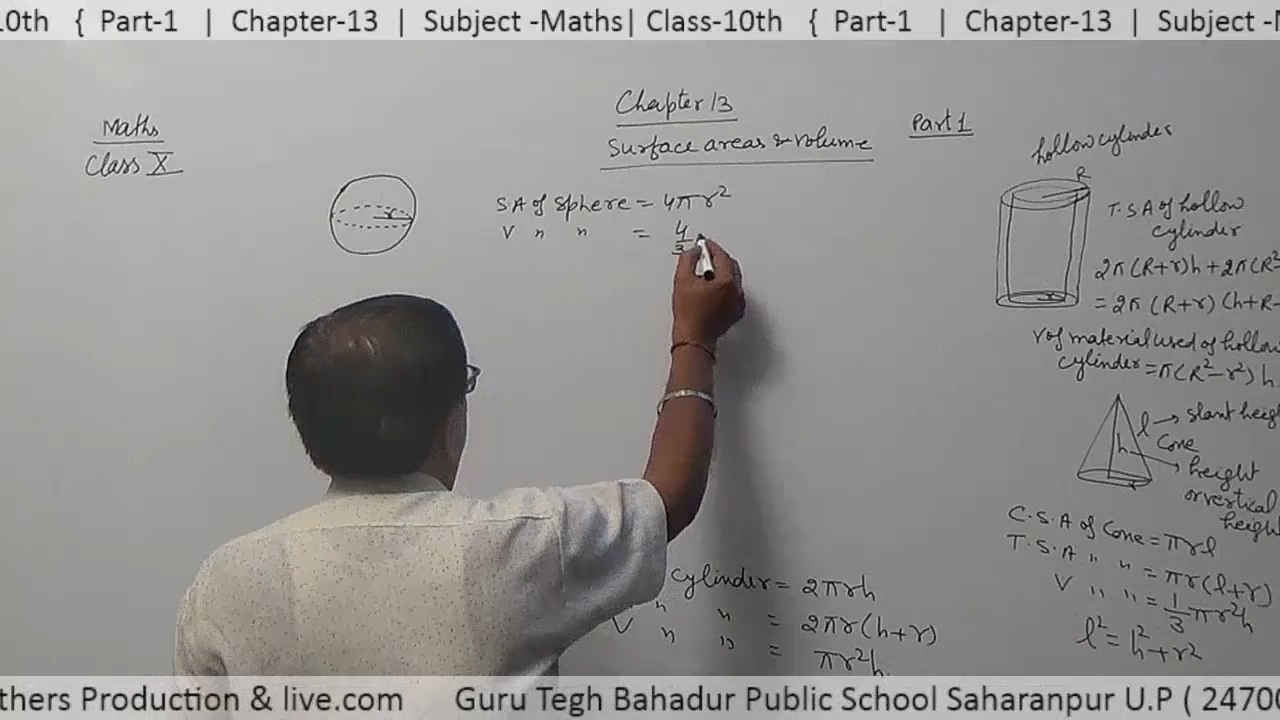 10th { Part-1 | Chapter-13 | Subject -Maths| Class-10th { Part-1 | Chapter-13 | Subject -
Maths
Class X
Chapter 13
Surface areas & volume
Part 1
r
S.A of Sphere = 4πr²
V " " = 4/3
hollow cylinder
R
r
T.S.A of hollow
cylinder
2π(R+r)h + 2π(R²
= 2π (R+r) (h+R-
V of material used of hollow
cylinder = π(R²-r²) h
l → slant heig
Cone
h
height
or vertical
height
r
C.S.A of Cone = πrl
T.S.A " " = πr(l+r)
V " " = 1/3 πr²h
l² = h² + r²
cylinder = 2πrh
" " = 2πr(h+r)
V " " = πr²h
thers Production & live.com Guru Tegh Bahadur Public School Saharanpur U.P ( 2470